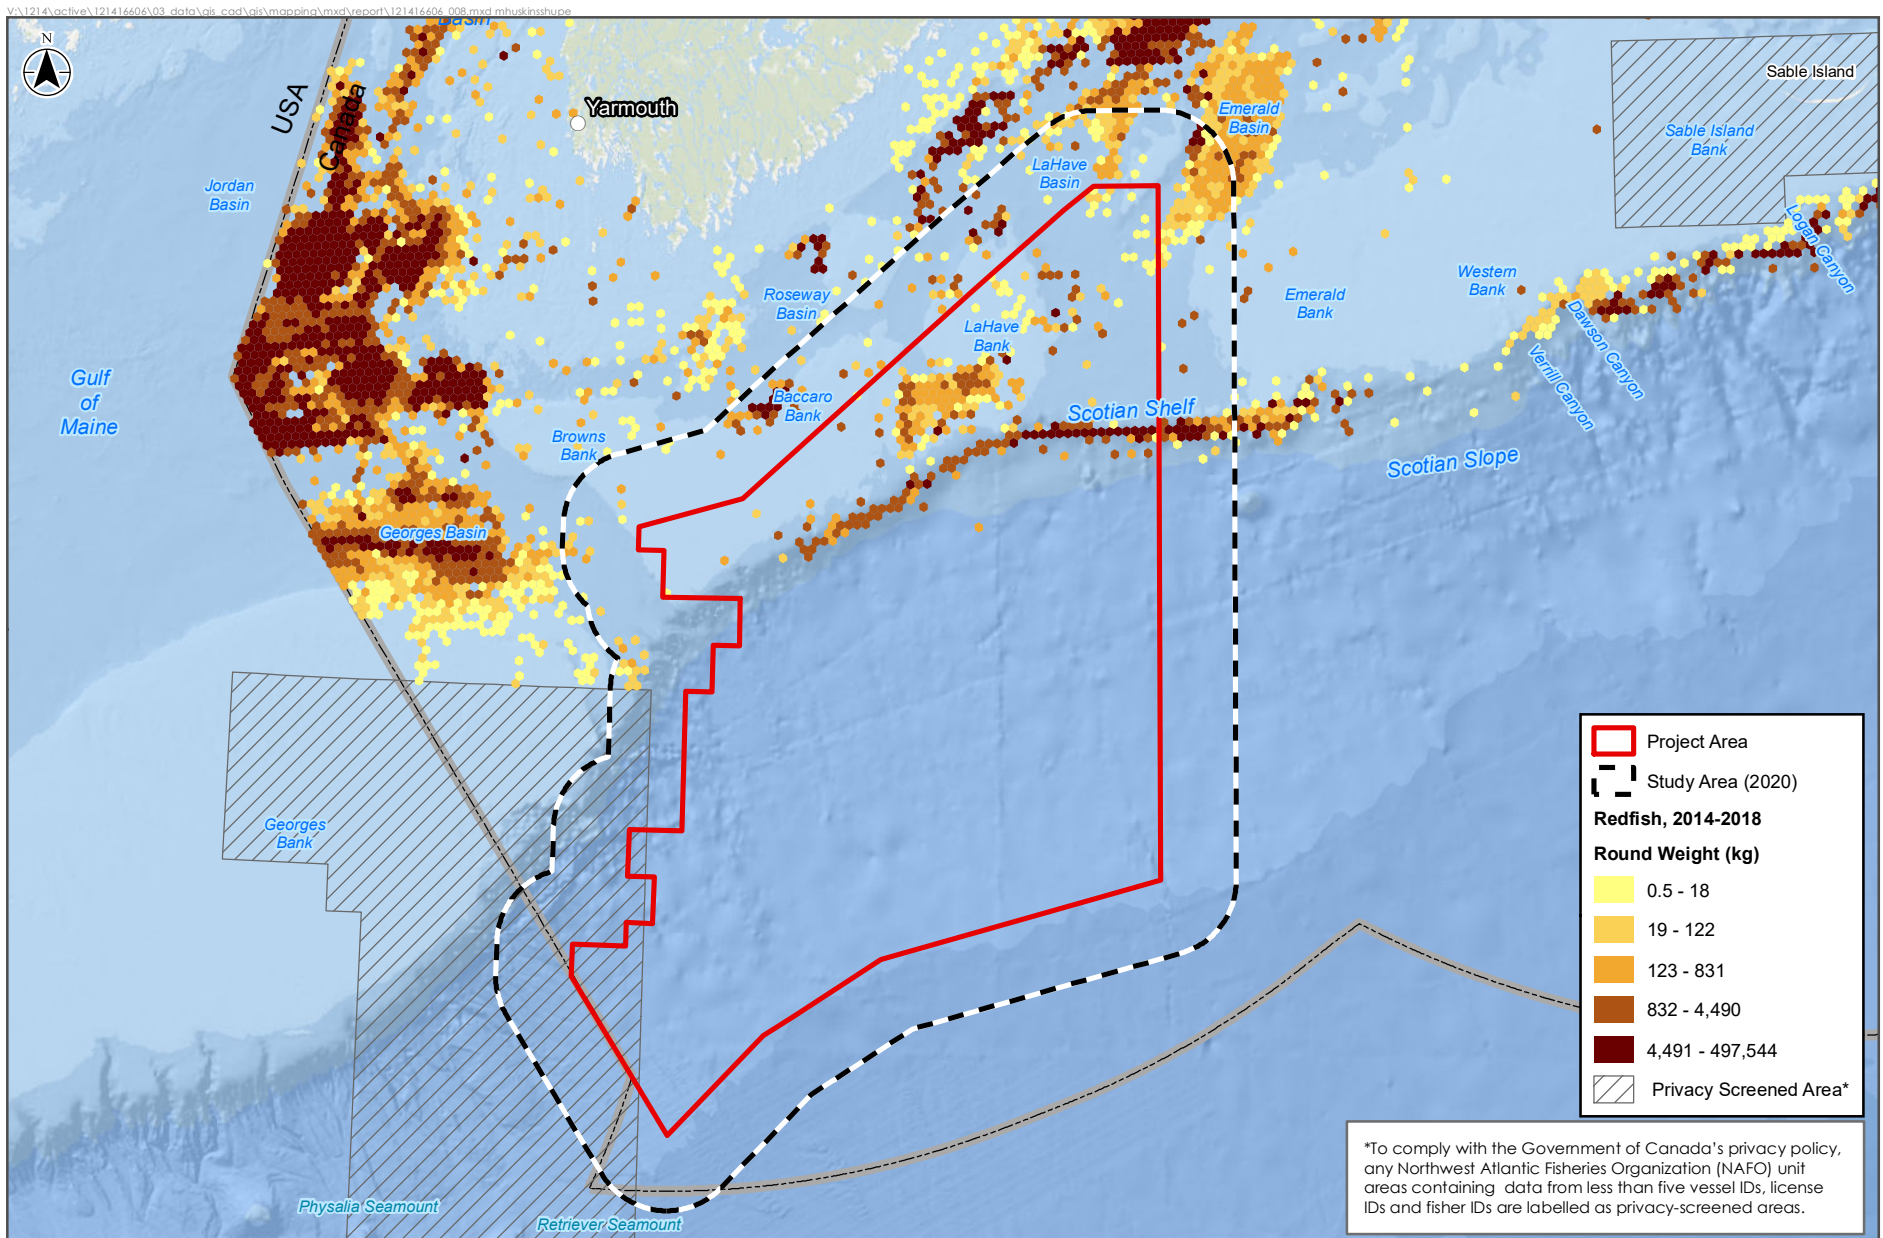 V:\1214\active\121416606\03_data\gis_cad\gis\mapping\mxd\report\121416606_008.mxd mhuskinsshupe
N
Basin
USA
Canada
Yarmouth
Sable Island
Emerald
Basin
Sable Island
Bank
LaHave
Basin
Jordan
Basin
Logan Canyon
Western
Bank
Roseway
Basin
Emerald
Bank
LaHave
Bank
Dawson Canyon
Verrill Canyon
Gulf
of
Maine
Baccaro
Bank
Scotian Shelf
Browns
Bank
Scotian Slope
Georges Basin
Georges
Bank
Physalia Seamount
Retriever Seamount
Project Area
Study Area (2020)
Redfish, 2014-2018
Round Weight (kg)
0.5 - 18
19 - 122
123 - 831
832 - 4,490
4,491 - 497,544
Privacy Screened Area*
*To comply with the Government of Canada's privacy policy,
any Northwest Atlantic Fisheries Organization (NAFO) unit
areas containing data from less than five vessel IDs, license
IDs and fisher IDs are labelled as privacy-screened areas.